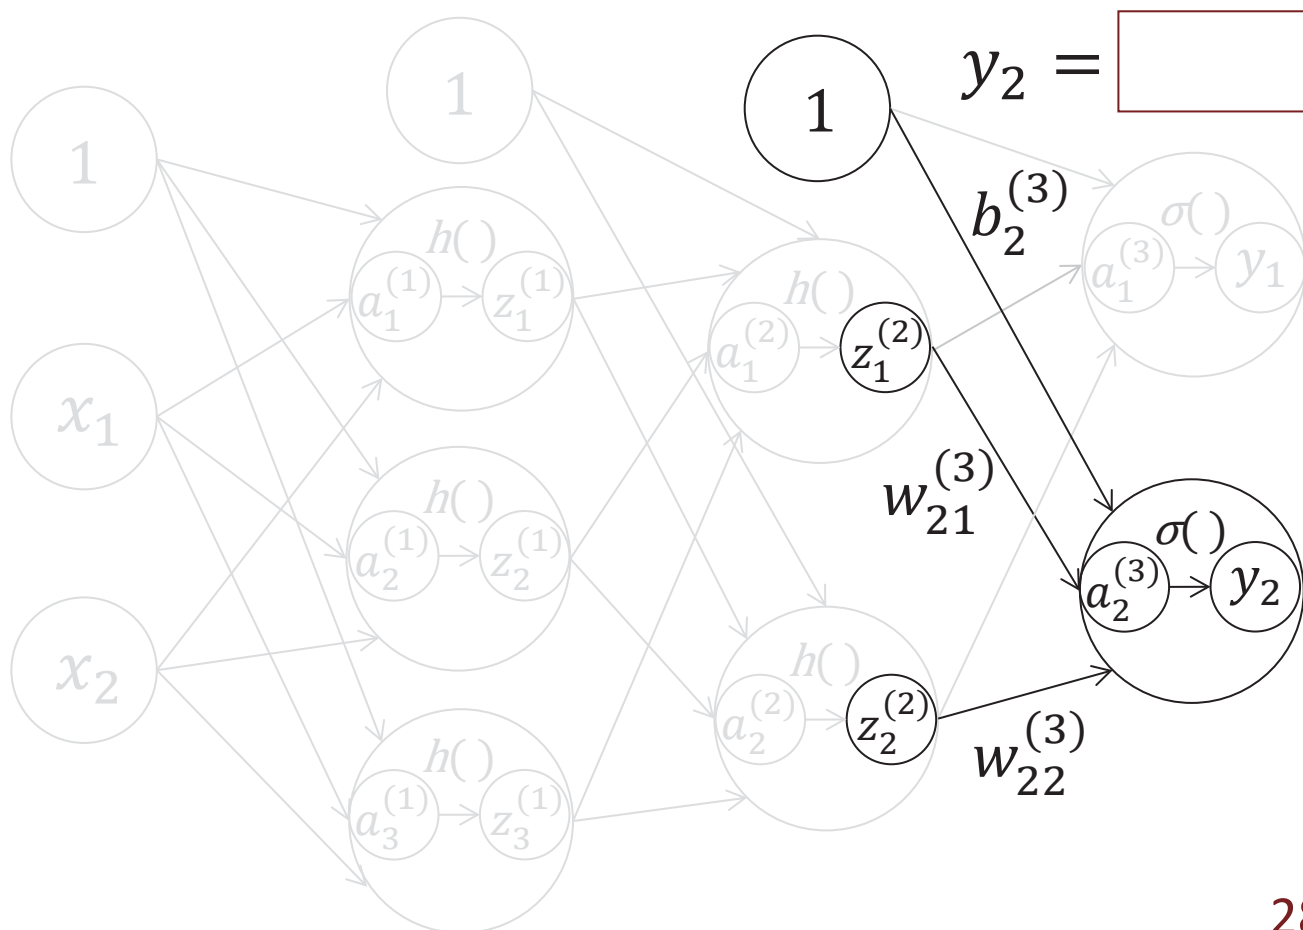 1
1
1
y₂ =
x₁
x₂
h( )
a₁⁽¹⁾
z₁⁽¹⁾
h( )
a₂⁽¹⁾
z₂⁽¹⁾
h( )
a₃⁽¹⁾
z₃⁽¹⁾
h( )
a₁⁽²⁾
z₁⁽²⁾
h( )
a₂⁽²⁾
z₂⁽²⁾
b₂⁽³⁾
w₂₁⁽³⁾
w₂₂⁽³⁾
σ( )
a₁⁽³⁾
y₁
σ( )
a₂⁽³⁾
y₂
28